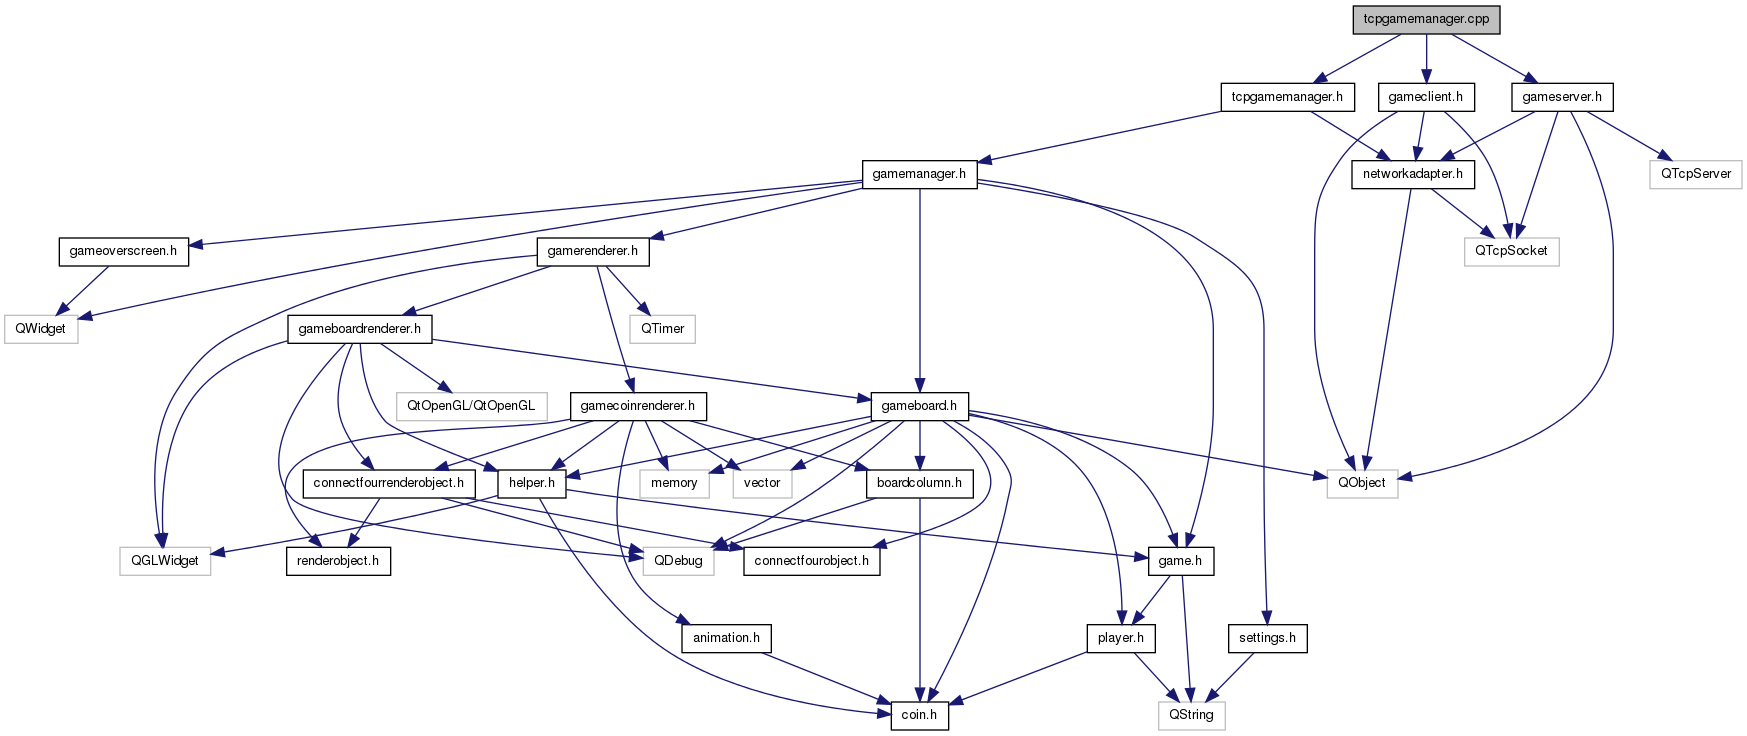 tcpgamemanager.cpp
tcpgamemanager.h
gameclient.h
gameserver.h
gamemanager.h
networkadapter.h
QTcpServer
gameoverscreen.h
gamerenderer.h
QTcpSocket
QWidget
gameboardrenderer.h
QTimer
QtOpenGL/QtOpenGL
gamecoinrenderer.h
gameboard.h
connectfourrenderobject.h
helper.h
memory
vector
boardcolumn.h
QObject
QGLWidget
renderobject.h
QDebug
connectfourobject.h
game.h
animation.h
player.h
settings.h
coin.h
QString